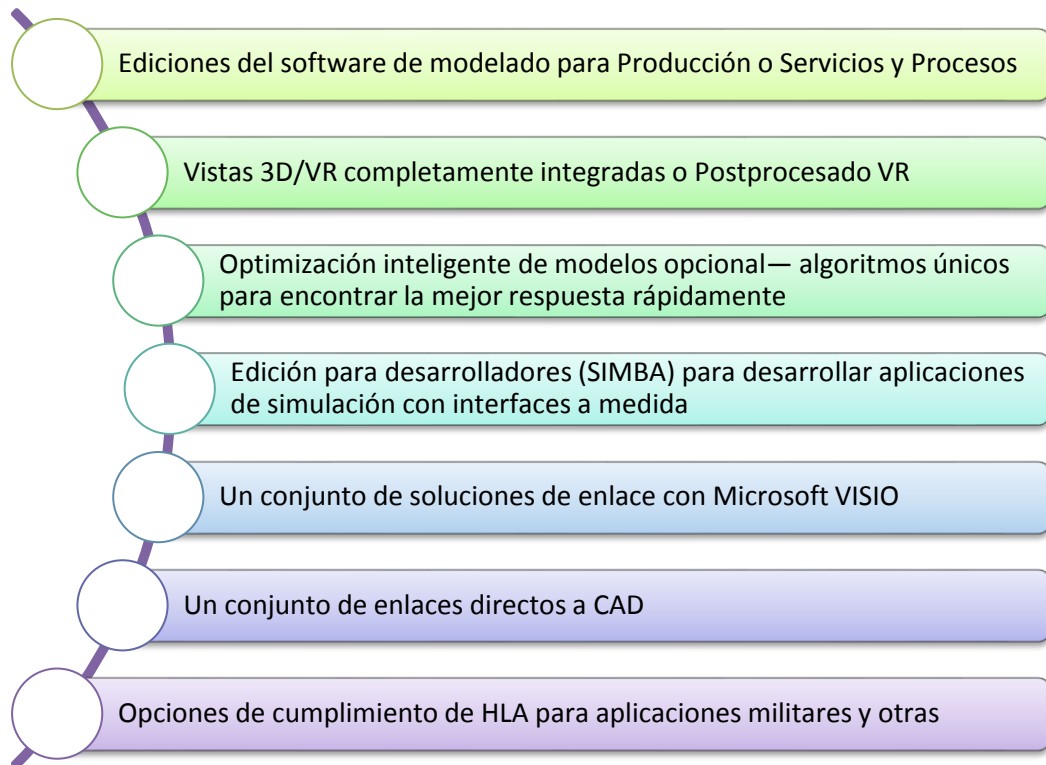 Ediciones del software de modelado para Producción o Servicios y Procesos
Vistas 3D/VR completamente integradas o Postprocesado VR
Optimización inteligente de modelos opcional— algoritmos únicos
para encontrar la mejor respuesta rápidamente
Edición para desarrolladores (SIMBA) para desarrollar aplicaciones
de simulación con interfaces a medida
Un conjunto de soluciones de enlace con Microsoft VISIO
Un conjunto de enlaces directos a CAD
Opciones de cumplimiento de HLA para aplicaciones militares y otras